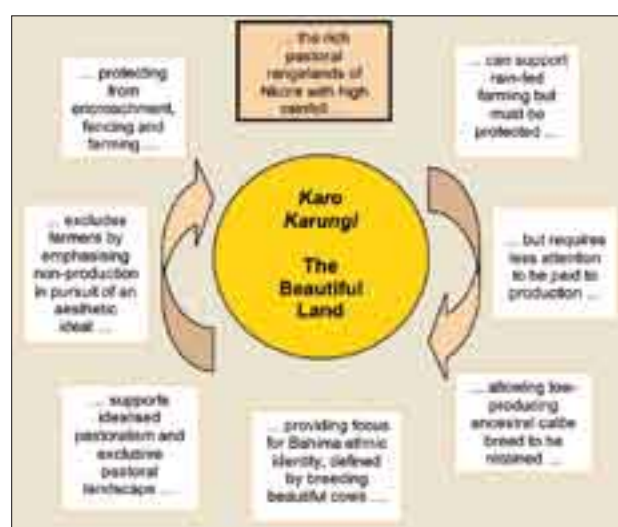 ... the rich
pastoral
rangelands of
Nkore with high
rainfall
... can support
rain-fed
farming but
must be
protected ...
... but requires
less attention
to be paid to
production ...
... allowing low-
producing
ancestral cattle
breed to be
retained ...
... providing focus
for Bahima ethnic
identity, defined
by breeding
beautiful cows ...
... supports
idealised
pastoralism and
exclusive
pastoral
landscape ...
... excludes
farmers by
emphasising
non-production
in pursuit of an
aesthetic
ideal ...
... protecting
from
encroachment,
fencing and
farming ...
Karo
Karungi
The
Beautiful
Land